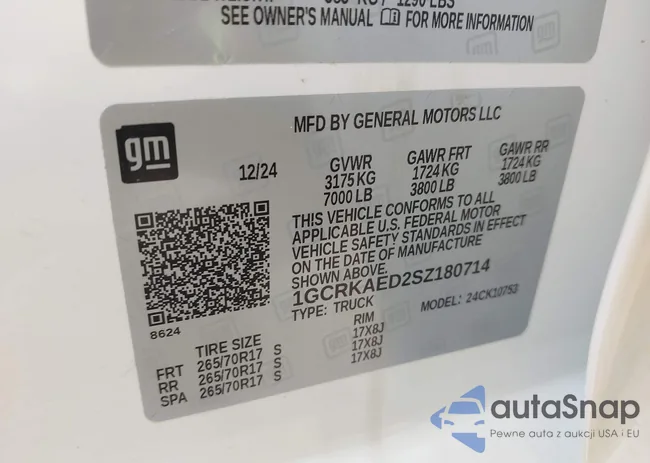 1290 LBS
SEE OWNER'S MANUAL FOR MORE INFORMATION
gm
MFD BY GENERAL MOTORS LLC
12/24 GVWR GAWR FRT GAWR RR
3175 KG 1724 KG 1724 KG
7000 LB 3800 LB 3800 LB
THIS VEHICLE CONFORMS TO ALL
APPLICABLE U.S. FEDERAL MOTOR
VEHICLE SAFETY STANDARDS IN EFFECT
ON THE DATE OF MANUFACTURE
SHOWN ABOVE.
1GCRKAED2SZ180714
TYPE: TRUCK MODEL: 24CK10753
8624
TIRE SIZE RIM
FRT 265/70R17 S 17X8J
RR 265/70R17 S 17X8J
SPA 265/70R17 S 17X8J
autaSnap
Pewne auta z aukcji USA i EU